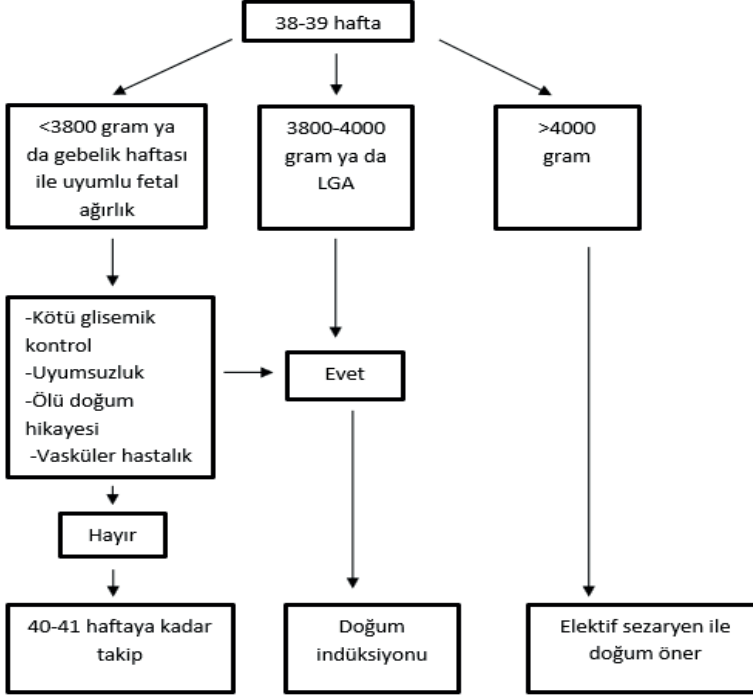 38-39 hafta
<3800 gram ya
da gebelik haftası
ile uyumlu fetal
ağırlık
3800-4000
gram ya da
LGA
>4000
gram
-Kötü glisemik
kontrol
-Uyumsuzluk
-Ölü doğum
hikayesi
-Vasküler hastalık
Evet
Hayır
40-41 haftaya kadar
takip
Doğum
indüksiyonu
Elektif sezaryen ile
doğum öner